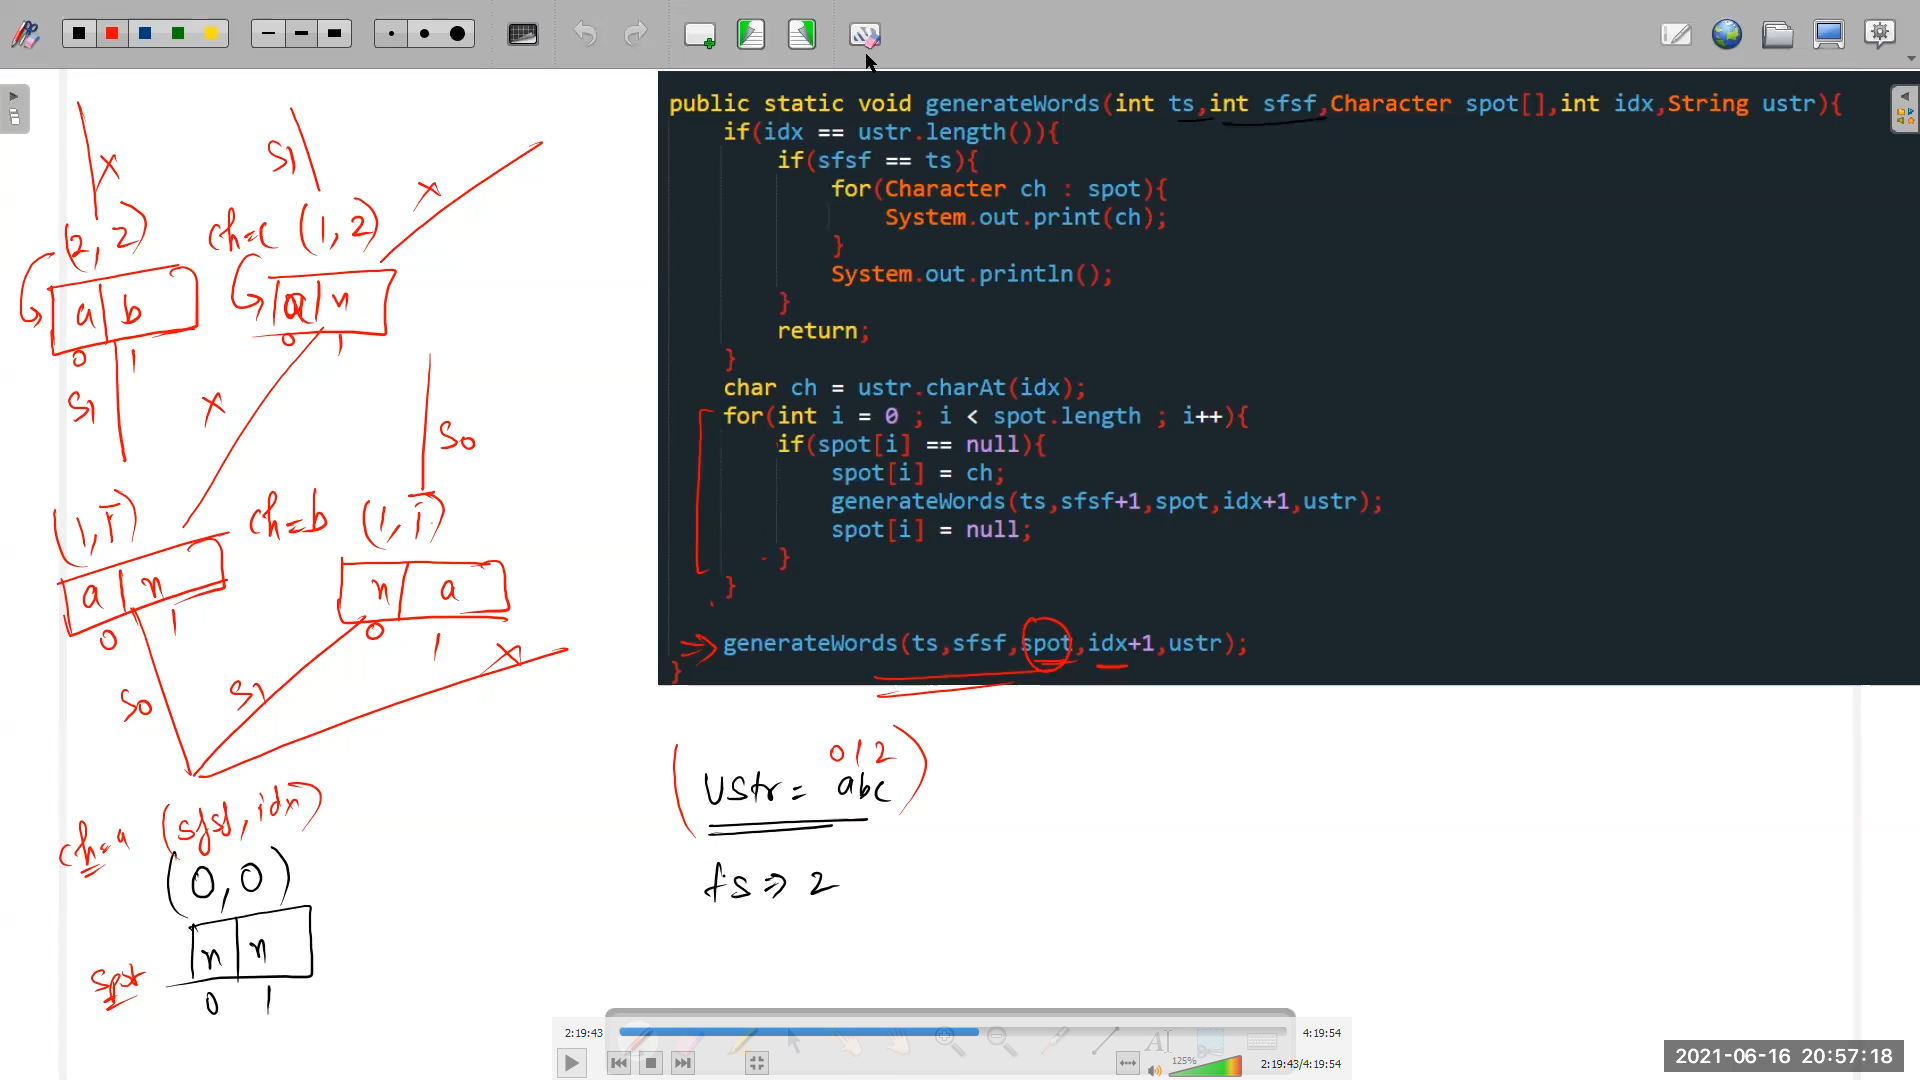 public static void generateWords(int ts,int sfsf,Character spot[],int idx,String ustr){
if(idx == ustr.length()){
if(sfsf == ts){
for(Character ch : spot){
System.out.print(ch);
}
System.out.println();
}
return;
}
char ch = ustr.charAt(idx);
for(int i = 0 ; i < spot.length ; i++){
if(spot[i] == null){
spot[i] = ch;
generateWords(ts,sfsf+1,spot,idx+1,ustr);
spot[i] = null;
}
}
generateWords(ts,sfsf,spot,idx+1,ustr);
}
x
S1
x
(2, 2)
ch=c (1, 2)
a b
0 1
a n
0 1
S1
x
S0
(1, 1)
ch=b (1, 1)
a n
0 1
n a
0 1
S0
S1
x
ch=a (sfsf, idx)
(0, 0)
n n
spot
0 1
0 1 2
(ustr = abc)
ts ⇒ 2
2:19:43
4:19:54
125%
2:19:43/4:19:54
2021-06-16 20:57:18